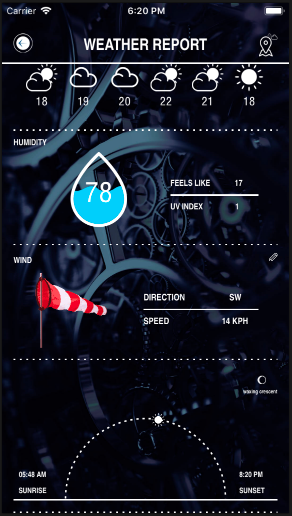 Carrier 6:20 PM
WEATHER REPORT
18 19 20 22 21 18
HUMIDITY
78
FEELS LIKE 17
UV INDEX 1
WIND
DIRECTION SW
SPEED 14 KPH
waxing crescent
05:48 AM 8:20 PM
SUNRISE SUNSET